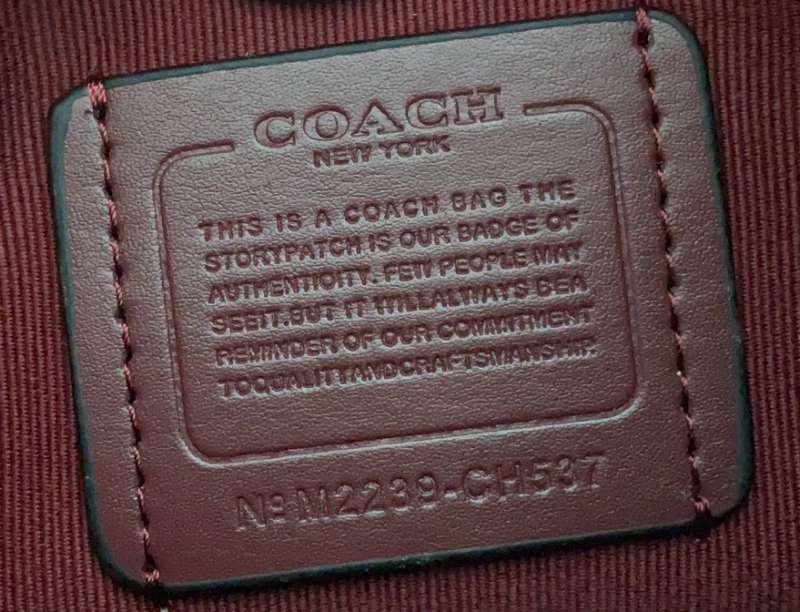 COACH
NEW YORK
THIS IS A COACH BAG THE
STORYPATCH IS OUR BADGE OF
AUTHENTICITY. FEW PEOPLE MAY
SEEIT.BUT IT WILLALWAYS BEA
REMINDER OF OUR COMMITMENT
TOQUALITYANDCRAFTSMANSHIP.
Nº M2239-CH537